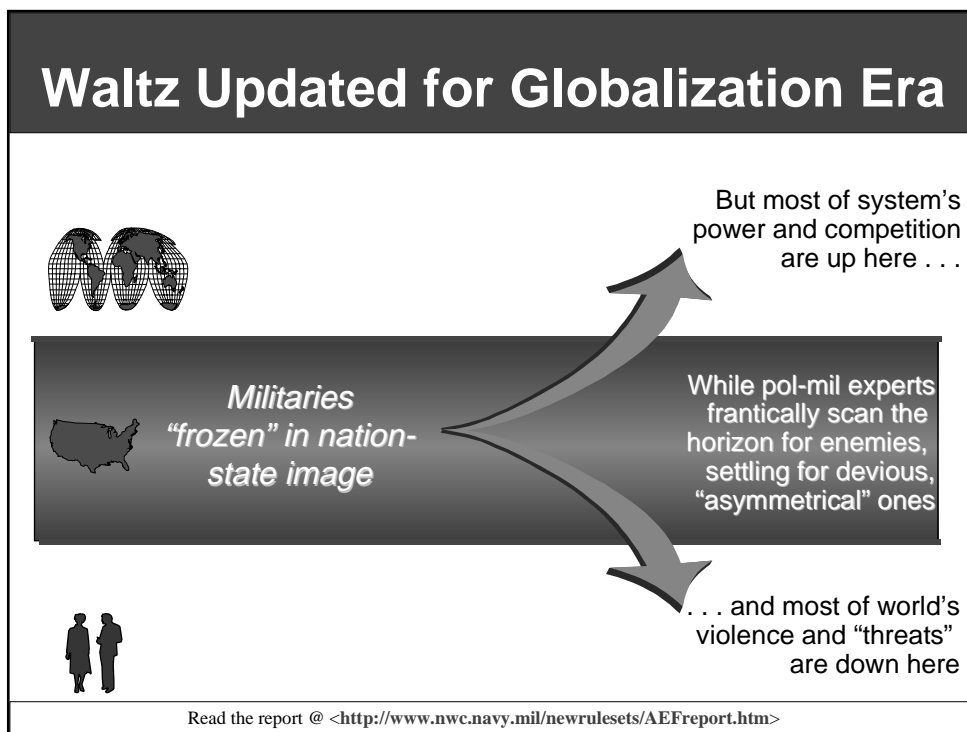 Waltz Updated for Globalization Era
But most of system's
power and competition
are up here . . .
Militaries
“frozen” in nation-
state image
While pol-mil experts
frantically scan the
horizon for enemies,
settling for devious,
“asymmetrical” ones
. . . and most of world's
violence and “threats”
are down here
Read the report @ <http://www.nwc.navy.mil/newrulesets/AEFreport.htm>